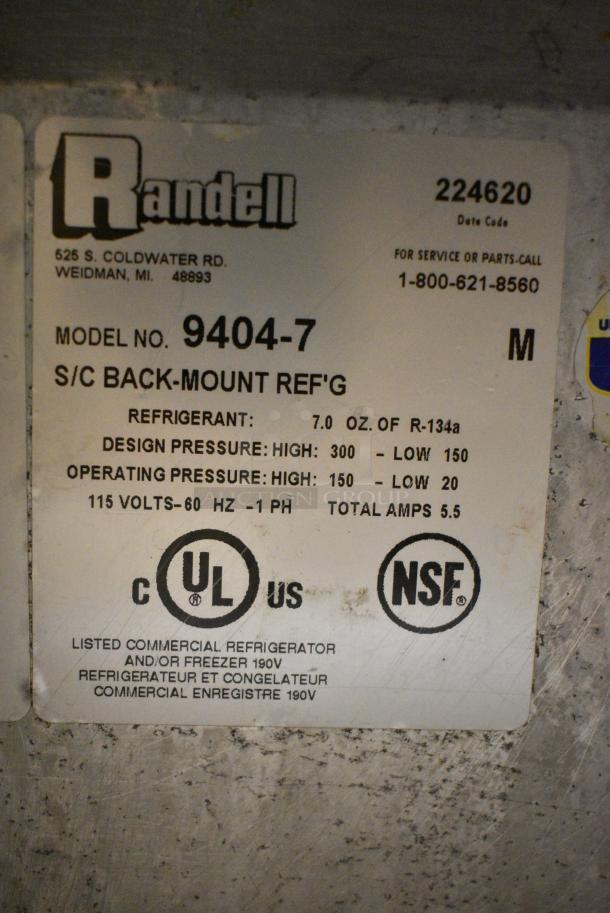 Randell
525 S. COLDWATER RD.
WEIDMAN, MI. 48893
224620
Date Code
FOR SERVICE OR PARTS-CALL
1-800-621-8560
MODEL NO. 9404-7
M
S/C BACK-MOUNT REF'G
REFRIGERANT: 7.0 OZ. OF R-134a
DESIGN PRESSURE: HIGH: 300 - LOW 150
OPERATING PRESSURE: HIGH: 150 - LOW 20
AUCTION GROUP
115 VOLTS-60 HZ -1 PH TOTAL AMPS 5.5
C UL® US
NSF®
LISTED COMMERCIAL REFRIGERATOR
AND/OR FREEZER 190V
REFRIGERATEUR ET CONGELATEUR
COMMERCIAL ENREGISTRE 190V